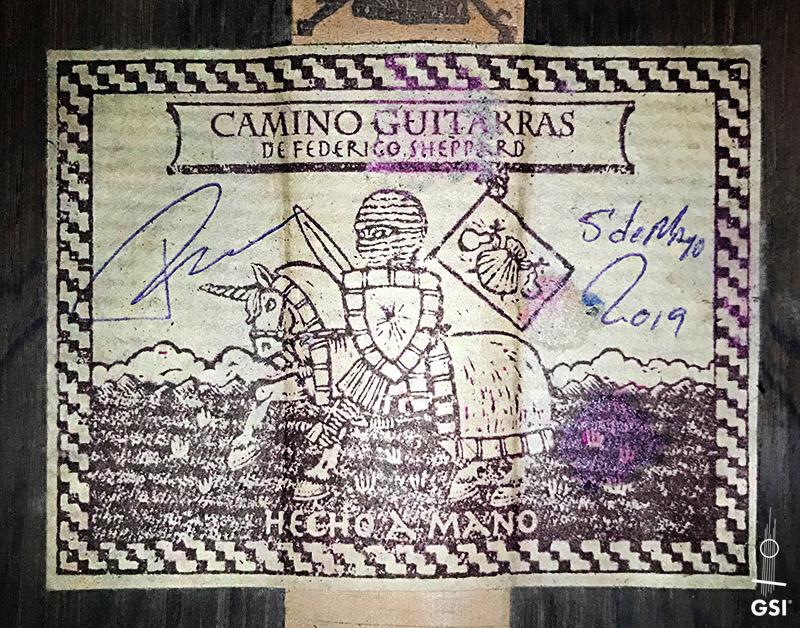 CAMINO GUITARRAS
DE FEDERICO SHEPPARD
5 de Mayo
2019
HECHO A MANO
GSI